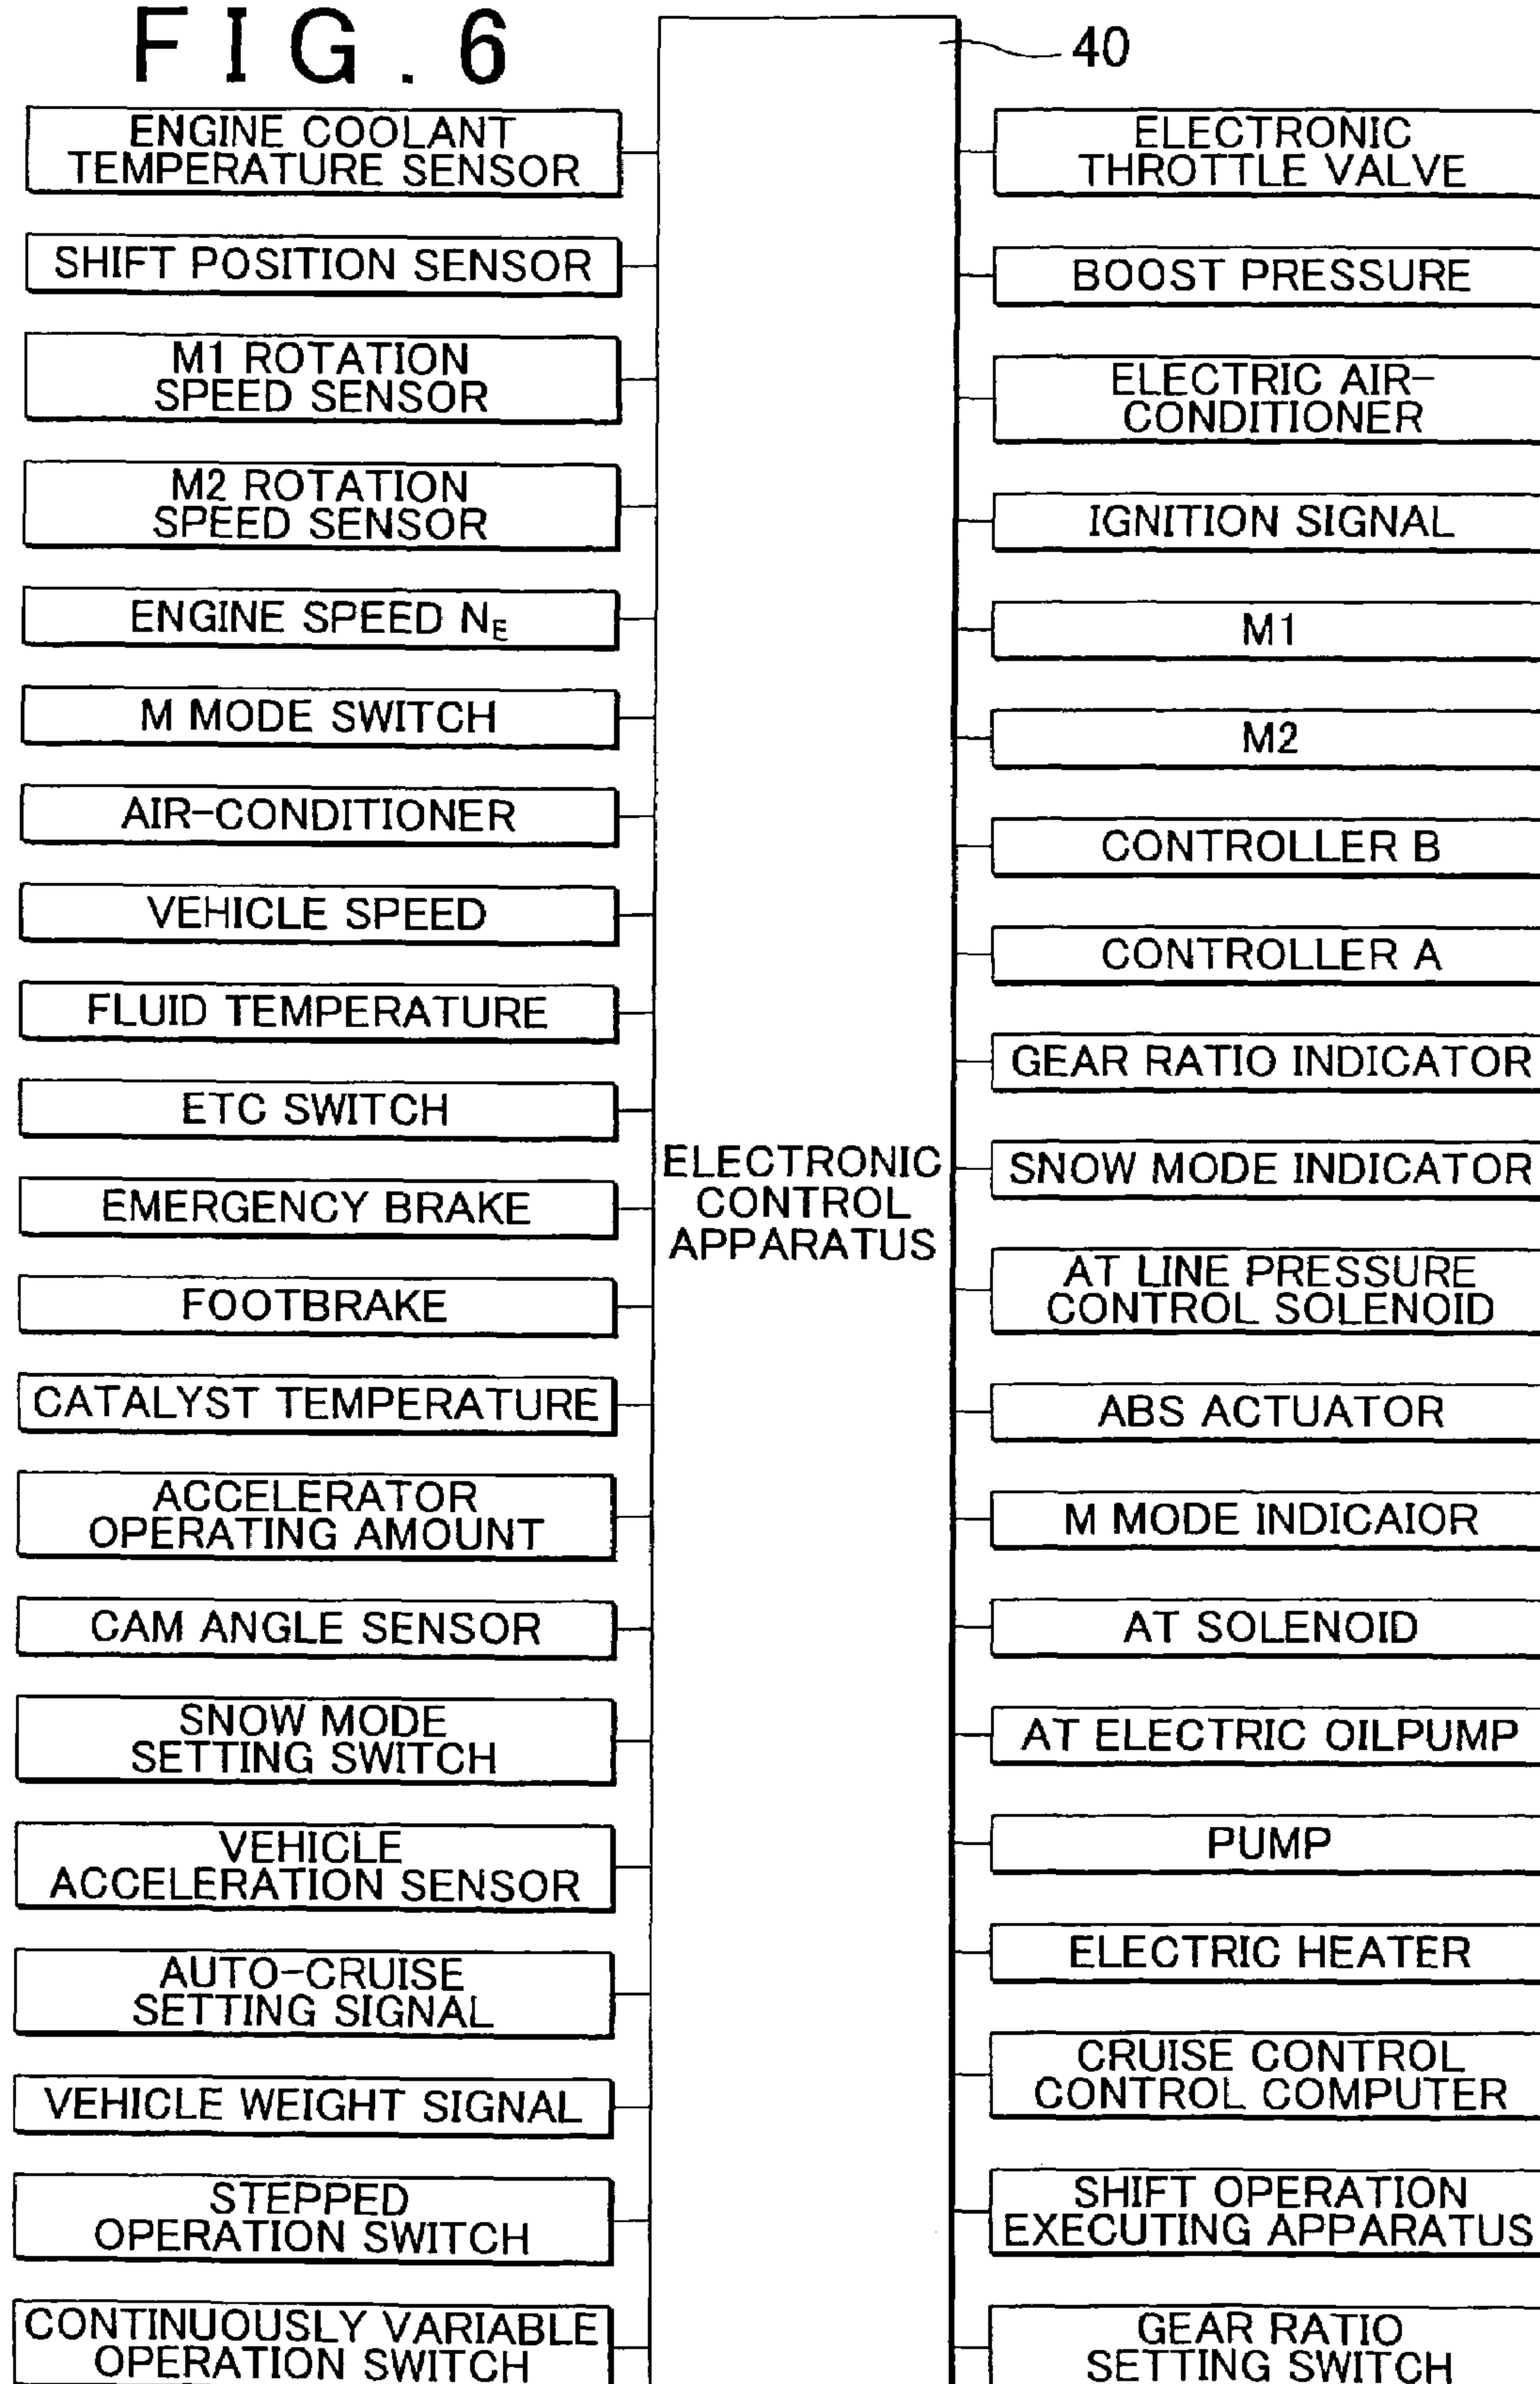 FIG.6
40
ENGINE COOLANT
TEMPERATURE SENSOR
SHIFT POSITION SENSOR
M1 ROTATION
SPEED SENSOR
M2 ROTATION
SPEED SENSOR
ENGINE SPEED NE
M MODE SWITCH
AIR-CONDITIONER
VEHICLE SPEED
FLUID TEMPERATURE
ETC SWITCH
EMERGENCY BRAKE
FOOTBRAKE
CATALYST TEMPERATURE
ACCELERATOR
OPERATING AMOUNT
CAM ANGLE SENSOR
SNOW MODE
SETTING SWITCH
VEHICLE
ACCELERATION SENSOR
AUTO-CRUISE
SETTING SIGNAL
VEHICLE WEIGHT SIGNAL
STEPPED
OPERATION SWITCH
CONTINUOUSLY VARIABLE
OPERATION SWITCH
ELECTRONIC
CONTROL
APPARATUS
ELECTRONIC
THROTTLE VALVE
BOOST PRESSURE
ELECTRIC AIR-
CONDITIONER
IGNITION SIGNAL
M1
M2
CONTROLLER B
CONTROLLER A
GEAR RATIO INDICATOR
SNOW MODE INDICATOR
AT LINE PRESSURE
CONTROL SOLENOID
ABS ACTUATOR
M MODE INDICAIOR
AT SOLENOID
AT ELECTRIC OILPUMP
PUMP
ELECTRIC HEATER
CRUISE CONTROL
CONTROL COMPUTER
SHIFT OPERATION
EXECUTING APPARATUS
GEAR RATIO
SETTING SWITCH